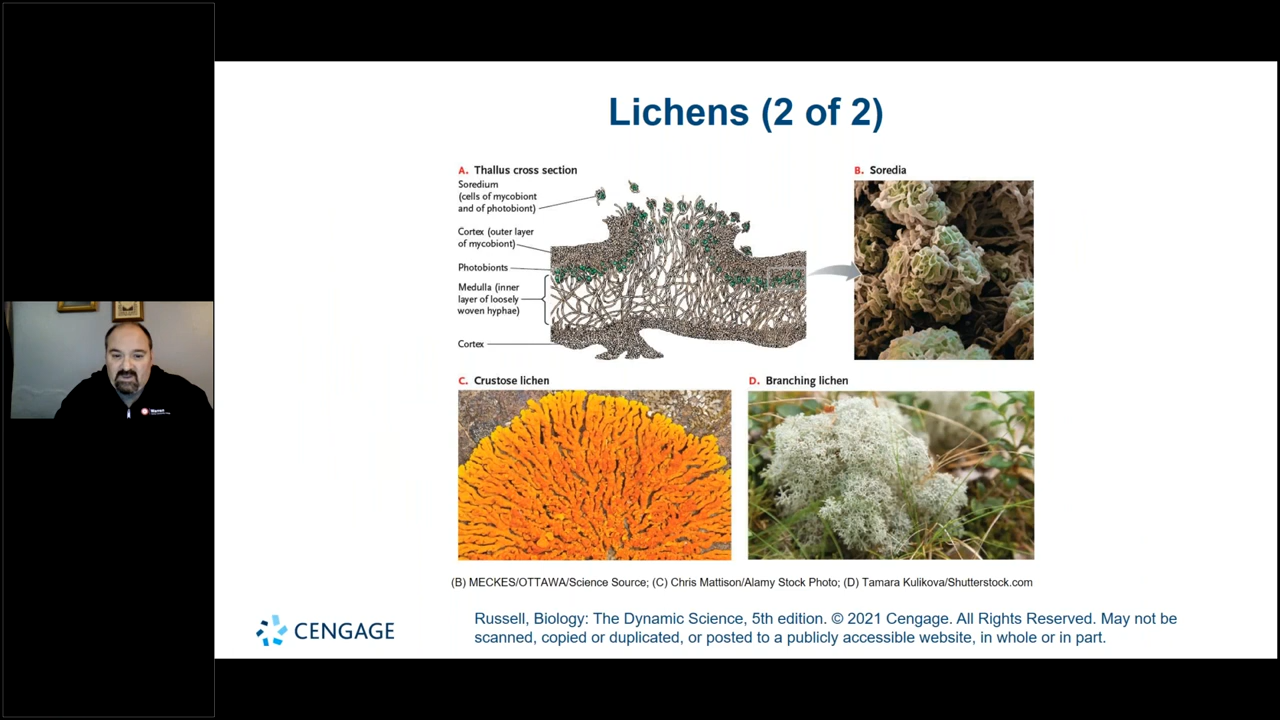 Lichens (2 of 2)
A. Thallus cross section
Soredium
(cells of mycobiont
and of photobiont)
Cortex (outer layer
of mycobiont)
Photobionts
Medulla (inner
layer of loosely
woven hyphae)
Cortex
B. Soredia
C. Crustose lichen
D. Branching lichen
(B) MECKES/OTTAWA/Science Source; (C) Chris Mattison/Alamy Stock Photo; (D) Tamara Kulikova/Shutterstock.com
CENGAGE
Russell, Biology: The Dynamic Science, 5th edition. © 2021 Cengage. All Rights Reserved. May not be
scanned, copied or duplicated, or posted to a publicly accessible website, in whole or in part.